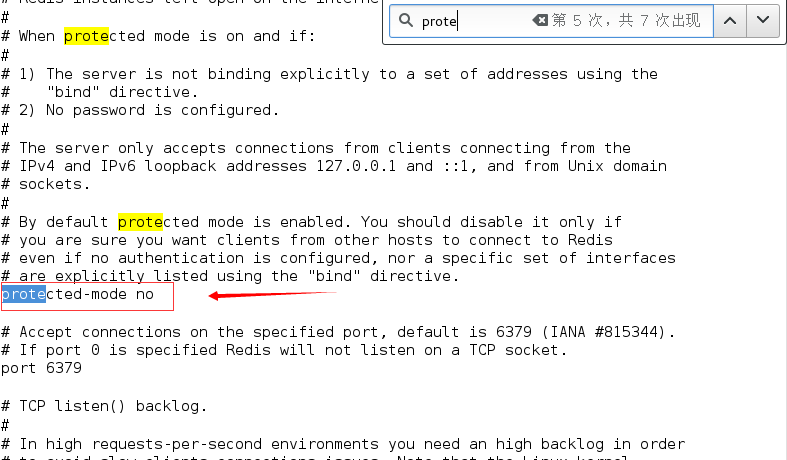 # Redis instances left open on the interne
prote 第 5 次，共 7 次出现
#
# When protected mode is on and if:
#
# 1) The server is not binding explicitly to a set of addresses using the
#    "bind" directive.
# 2) No password is configured.
#
# The server only accepts connections from clients connecting from the
# IPv4 and IPv6 loopback addresses 127.0.0.1 and ::1, and from Unix domain
# sockets.
#
# By default protected mode is enabled. You should disable it only if
# you are sure you want clients from other hosts to connect to Redis
# even if no authentication is configured, nor a specific set of interfaces
# are explicitly listed using the "bind" directive.
protected-mode no
# Accept connections on the specified port, default is 6379 (IANA #815344).
# If port 0 is specified Redis will not listen on a TCP socket.
port 6379
# TCP listen() backlog.
#
# In high requests-per-second environments you need an high backlog in order
# to avoid slow clients connections issues. Note that the Linux kernel